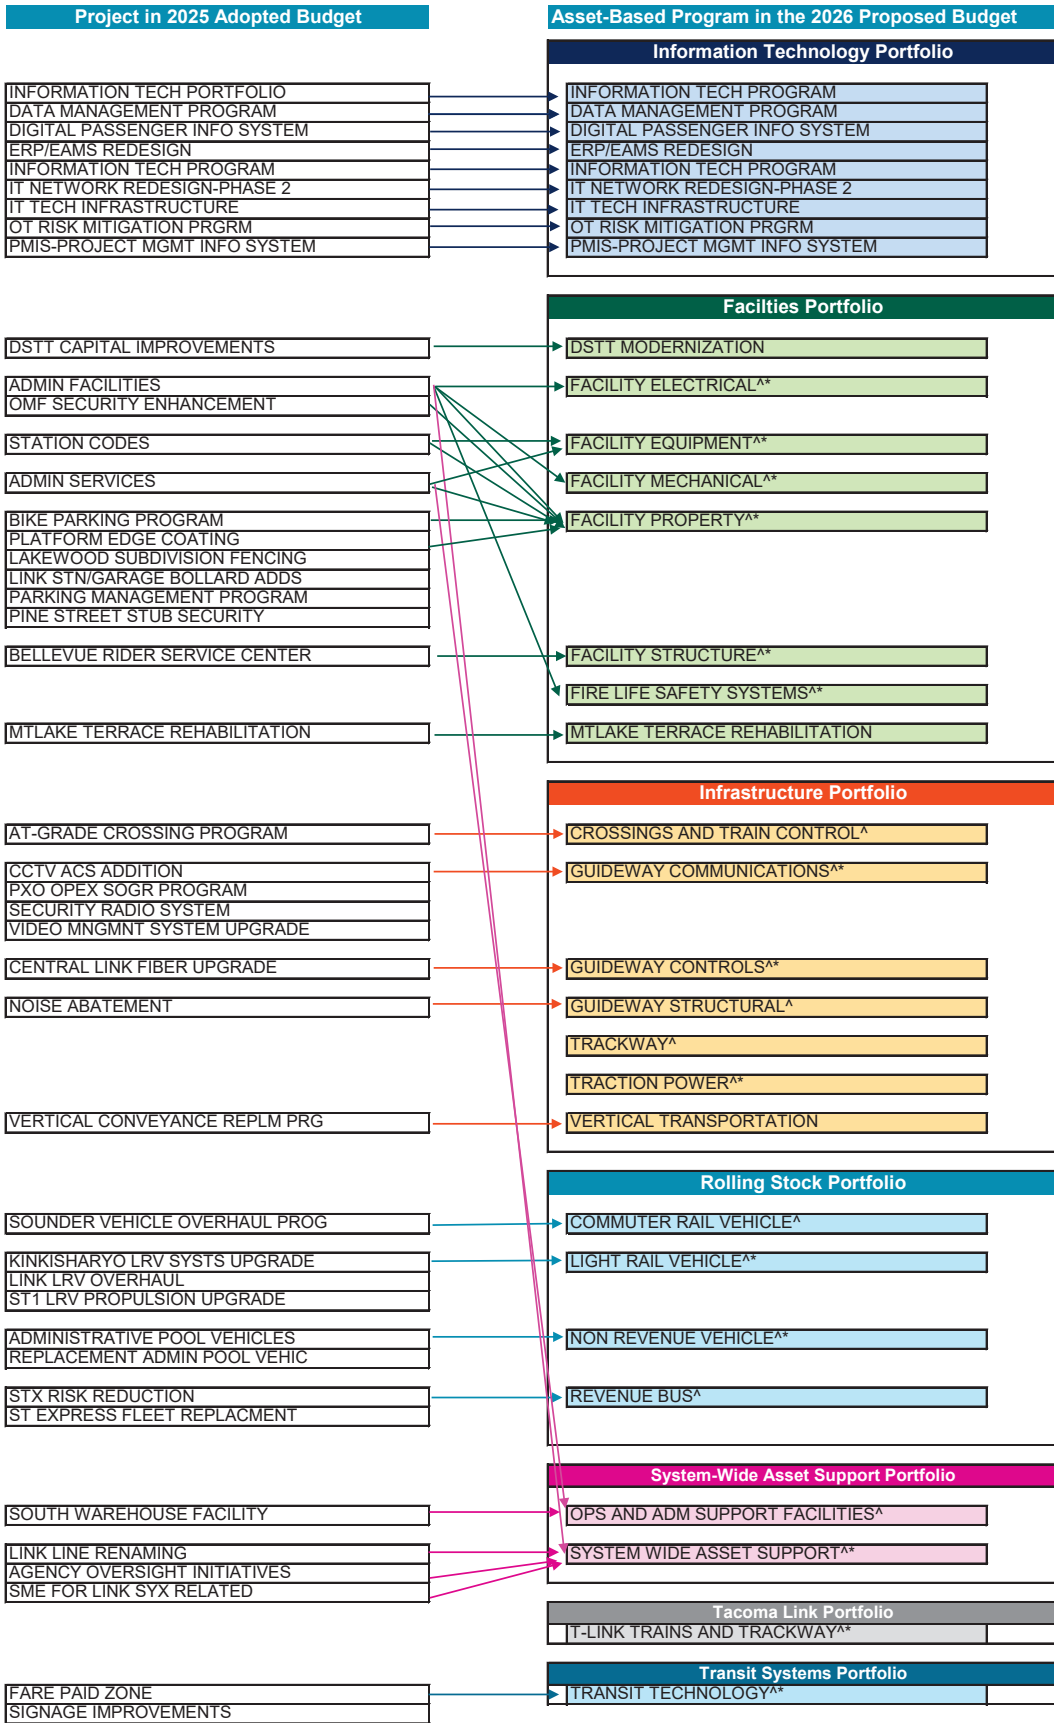 Project in 2025 Adopted Budget
Asset-Based Program in the 2026 Proposed Budget
Information Technology Portfolio
INFORMATION TECH PORTFOLIO
INFORMATION TECH PROGRAM
DATA MANAGEMENT PROGRAM
DATA MANAGEMENT PROGRAM
DIGITAL PASSENGER INFO SYSTEM
DIGITAL PASSENGER INFO SYSTEM
ERP/EAMS REDESIGN
ERP/EAMS REDESIGN
INFORMATION TECH PROGRAM
INFORMATION TECH PROGRAM
IT NETWORK REDESIGN-PHASE 2
IT NETWORK REDESIGN-PHASE 2
IT TECH INFRASTRUCTURE
IT TECH INFRASTRUCTURE
OT RISK MITIGATION PRGRM
OT RISK MITIGATION PRGRM
PMIS-PROJECT MGMT INFO SYSTEM
PMIS-PROJECT MGMT INFO SYSTEM
Facilties Portfolio
DSTT CAPITAL IMPROVEMENTS
DSTT MODERNIZATION
ADMIN FACILITIES
FACILITY ELECTRICAL^*
OMF SECURITY ENHANCEMENT
STATION CODES
FACILITY EQUIPMENT^*
ADMIN SERVICES
FACILITY MECHANICAL^*
BIKE PARKING PROGRAM
FACILITY PROPERTY^*
PLATFORM EDGE COATING
LAKEWOOD SUBDIVISION FENCING
LINK STN/GARAGE BOLLARD ADDS
PARKING MANAGEMENT PROGRAM
PINE STREET STUB SECURITY
BELLEVUE RIDER SERVICE CENTER
FACILITY STRUCTURE^*
FIRE LIFE SAFETY SYSTEMS^*
MTLAKE TERRACE REHABILITATION
MTLAKE TERRACE REHABILITATION
Infrastructure Portfolio
AT-GRADE CROSSING PROGRAM
CROSSINGS AND TRAIN CONTROL^
CCTV ACS ADDITION
GUIDEWAY COMMUNICATIONS^*
PXO OPEX SOGR PROGRAM
SECURITY RADIO SYSTEM
VIDEO MNGMNT SYSTEM UPGRADE
CENTRAL LINK FIBER UPGRADE
GUIDEWAY CONTROLS^*
NOISE ABATEMENT
GUIDEWAY STRUCTURAL^
TRACKWAY^
TRACTION POWER^*
VERTICAL CONVEYANCE REPLM PRG
VERTICAL TRANSPORTATION
Rolling Stock Portfolio
SOUNDER VEHICLE OVERHAUL PROG
COMMUTER RAIL VEHICLE^
KINKISHARYO LRV SYSTS UPGRADE
LIGHT RAIL VEHICLE^*
LINK LRV OVERHAUL
ST1 LRV PROPULSION UPGRADE
ADMINISTRATIVE POOL VEHICLES
NON REVENUE VEHICLE^*
REPLACEMENT ADMIN POOL VEHIC
STX RISK REDUCTION
REVENUE BUS^
ST EXPRESS FLEET REPLACMENT
System-Wide Asset Support Portfolio
SOUTH WAREHOUSE FACILITY
OPS AND ADM SUPPORT FACILITIES^
LINK LINE RENAMING
SYSTEM WIDE ASSET SUPPORT^*
AGENCY OVERSIGHT INITIATIVES
SME FOR LINK SYX RELATED
Tacoma Link Portfolio
T-LINK TRAINS AND TRACKWAY^*
Transit Systems Portfolio
FARE PAID ZONE
TRANSIT TECHNOLOGY^*
SIGNAGE IMPROVEMENTS